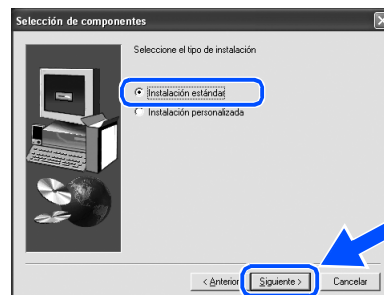 Selección de componentes
Seleccione el tipo de instalación
Instalación estándar
Instalación personalizada
< Anterior
Siguiente >
Cancelar